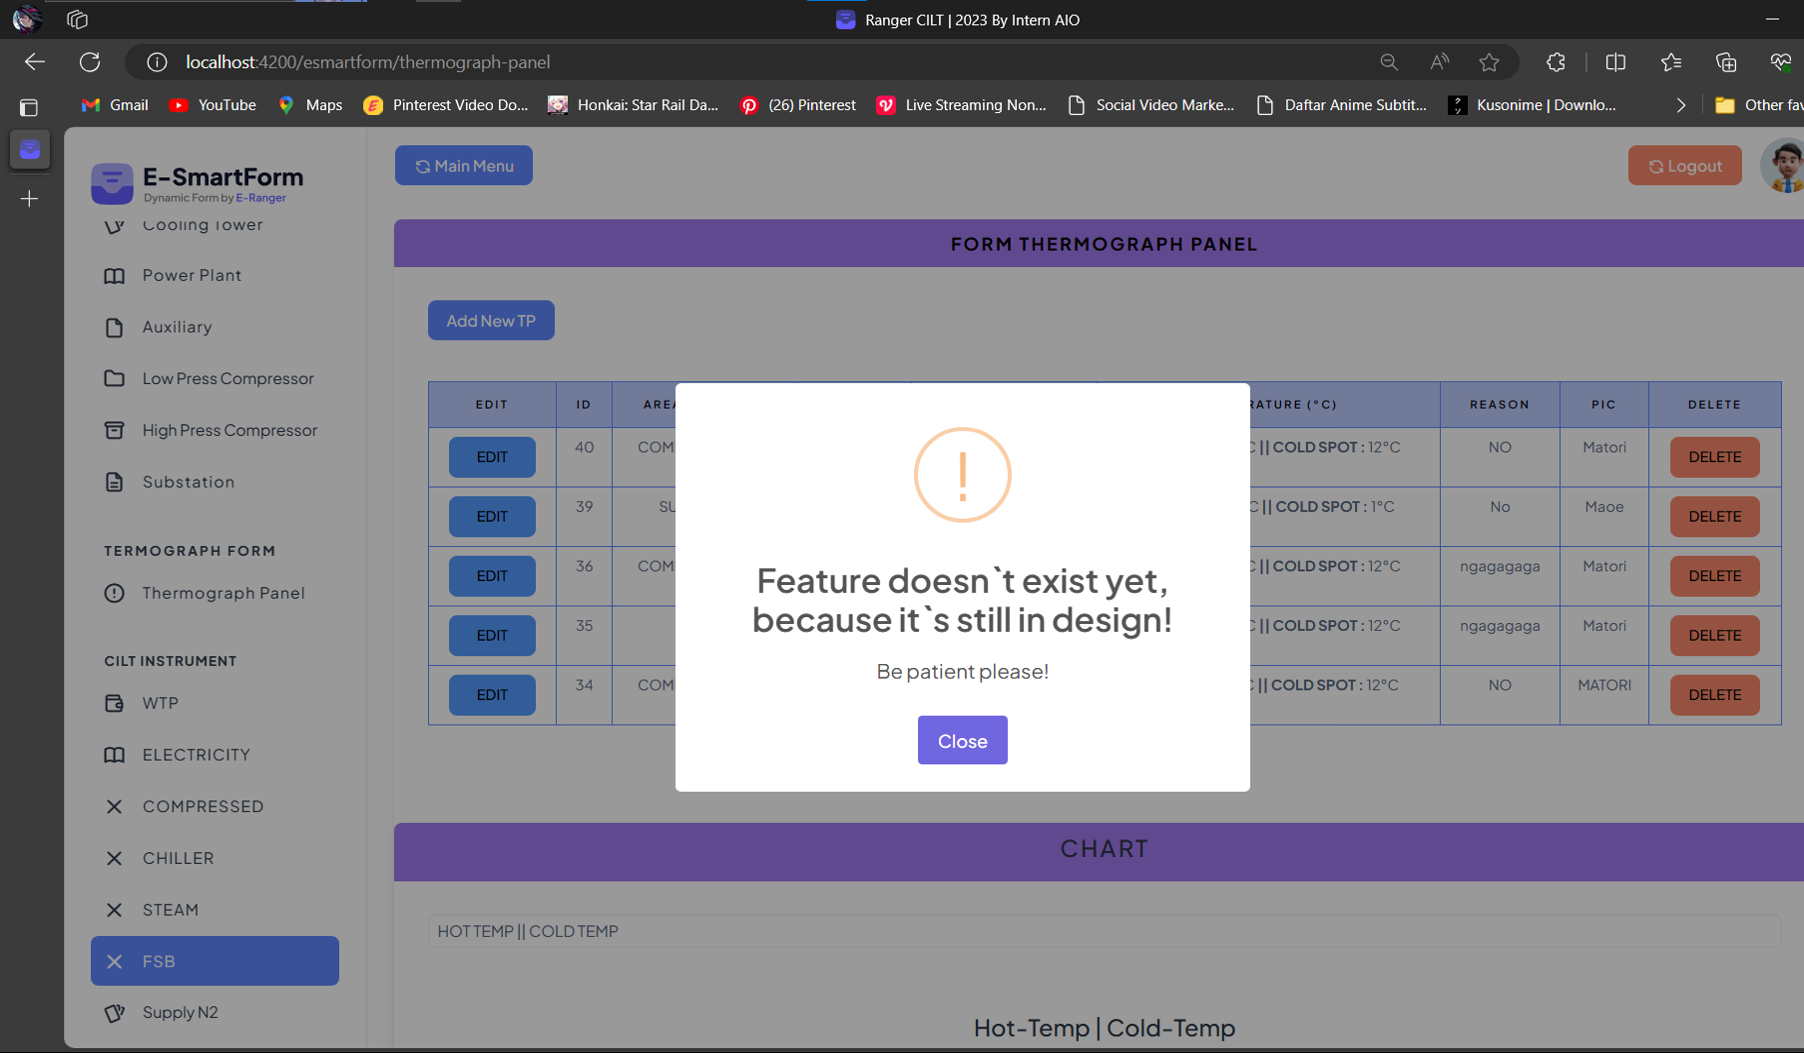 Ranger CILT | 2023 By Intern AIO
localhost:4200/esmartform/thermograph-panel
Gmail
YouTube
Maps
Pinterest Video Do...
Honkai: Star Rail Da...
(26) Pinterest
Live Streaming Non...
Social Video Marke...
Daftar Anime Subtit...
Kusonime | Downlo...
Other fav
E-SmartForm
Dynamic Form by E-Ranger
Cooling Tower
Power Plant
Auxiliary
Low Press Compressor
High Press Compressor
Substation
TERMOGRAPH FORM
Thermograph Panel
CILT INSTRUMENT
WTP
ELECTRICITY
COMPRESSED
CHILLER
STEAM
FSB
Supply N2
Main Menu
Logout
FORM THERMOGRAPH PANEL
Add New TP
EDIT ID AREA RATURE (°C) REASON PIC DELETE
EDIT 40 COM C || COLD SPOT : 12°C NO Matori DELETE
EDIT 39 SU C || COLD SPOT : 1°C No Maoe DELETE
EDIT 36 COM C || COLD SPOT : 12°C ngagagaga Matori DELETE
EDIT 35 C || COLD SPOT : 12°C ngagagaga Matori DELETE
EDIT 34 COM C || COLD SPOT : 12°C NO MATORI DELETE
!
Feature doesn`t exist yet,
because it`s still in design!
Be patient please!
Close
CHART
HOT TEMP || COLD TEMP
Hot-Temp | Cold-Temp